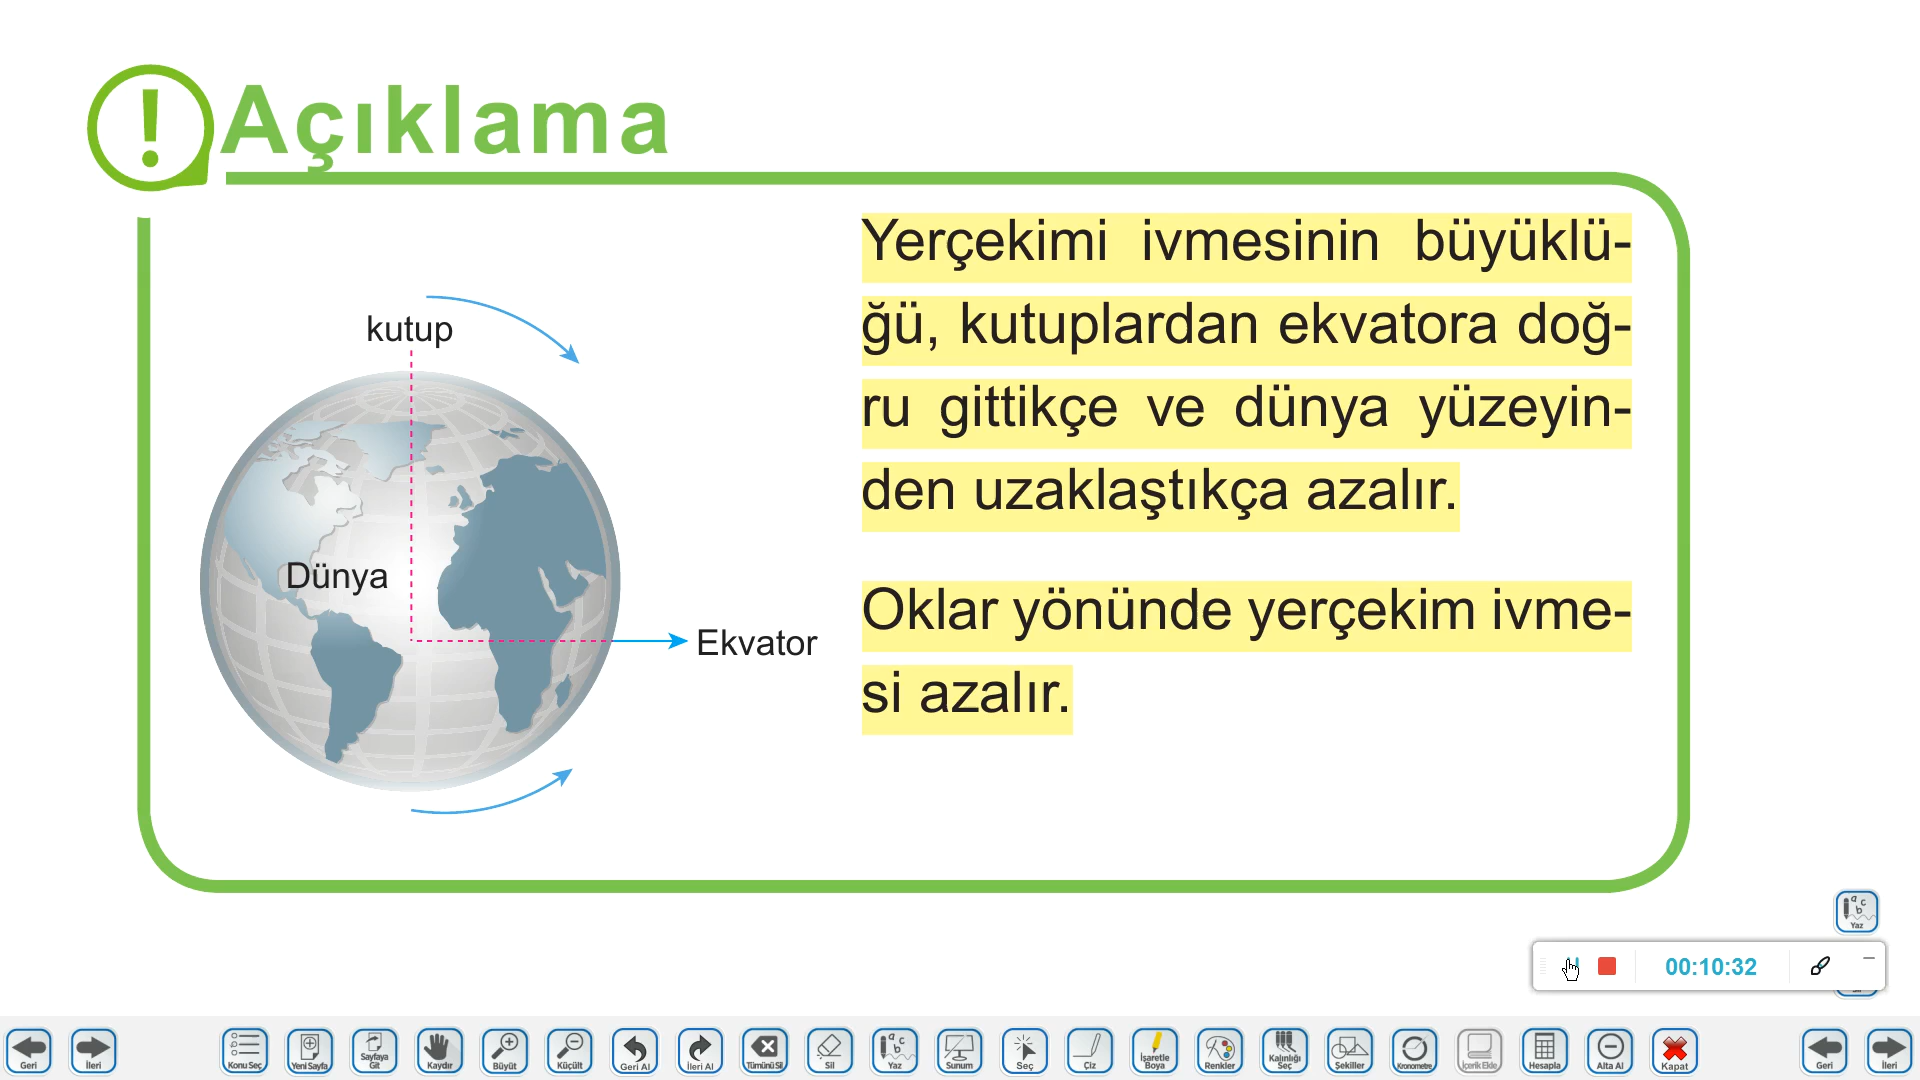 Açıklama
kutup
Dünya
Ekvator
Yerçekimi ivmesinin büyüklü-
ğü, kutuplardan ekvatora doğ-
ru gittikçe ve dünya yüzeyin-
den uzaklaştıkça azalır.
Oklar yönünde yerçekim ivme-
si azalır.
Yaz
00:10:32
Geri İleri Konu Seç Yeni Sayfa Sayfaya Git Kaydır Büyüt Küçült Geri Al İleri Al Tümünü Sil Sil Yaz Sunum Seç Çiz İşaretle Boya Renkler Kalınlığı Seç Şekiller Kronometre İçerik Ekle Hesapla Alta Al Kapat Geri İleri